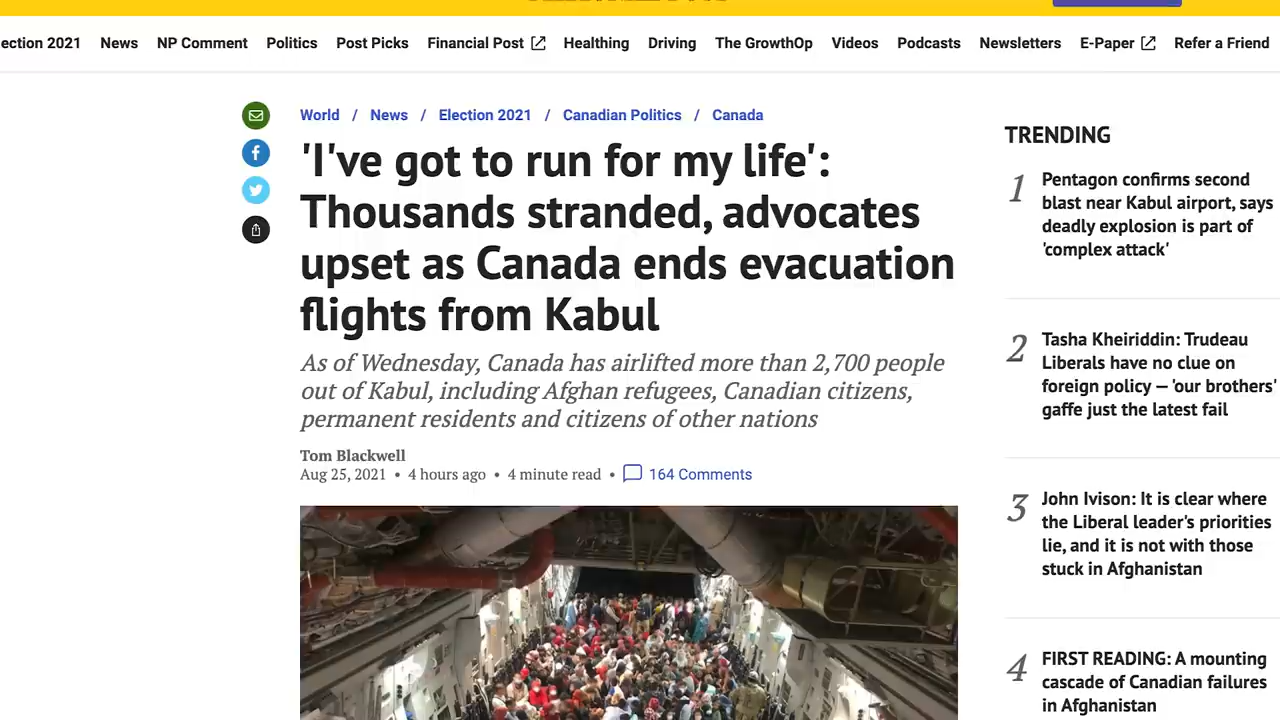 ection 2021 News NP Comment Politics Post Picks Financial Post Healthing Driving The GrowthOp Videos Podcasts Newsletters E-Paper Refer a Friend
World / News / Election 2021 / Canadian Politics / Canada
'I've got to run for my life':
Thousands stranded, advocates
upset as Canada ends evacuation
flights from Kabul
As of Wednesday, Canada has airlifted more than 2,700 people
out of Kabul, including Afghan refugees, Canadian citizens,
permanent residents and citizens of other nations
Tom Blackwell
Aug 25, 2021 • 4 hours ago • 4 minute read • 164 Comments
TRENDING
1 Pentagon confirms second
blast near Kabul airport, says
deadly explosion is part of
'complex attack'
2 Tasha Kheiriddin: Trudeau
Liberals have no clue on
foreign policy — 'our brothers'
gaffe just the latest fail
3 John Ivison: It is clear where
the Liberal leader's priorities
lie, and it is not with those
stuck in Afghanistan
4 FIRST READING: A mounting
cascade of Canadian failures
in Afghanistan